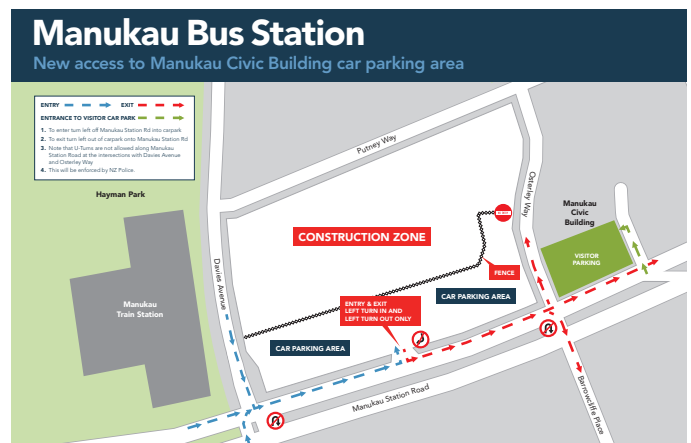 Manukau Bus Station
New access to Manukau Civic Building car parking area
ENTRY
EXIT
ENTRANCE TO VISITOR CAR PARK
1. To enter turn left off Manukau Station Rd into carpark
2. To exit turn left out of carpark onto Manukau Station Rd
3. Note that U-Turns are not allowed along Manukau
Station Road at the intersections with Davies Avenue
and Osterley Way
4. This will be enforced by NZ Police.
Hayman Park
Putney Way
Osterley Way
Manukau
Civic
Building
VISITOR
PARKING
CONSTRUCTION ZONE
FENCE
Davies Avenue
Manukau
Train Station
CAR PARKING AREA
ENTRY & EXIT
LEFT TURN IN AND
LEFT TURN OUT ONLY
CAR PARKING AREA
Manukau Station Road
Barrowcliffe Place